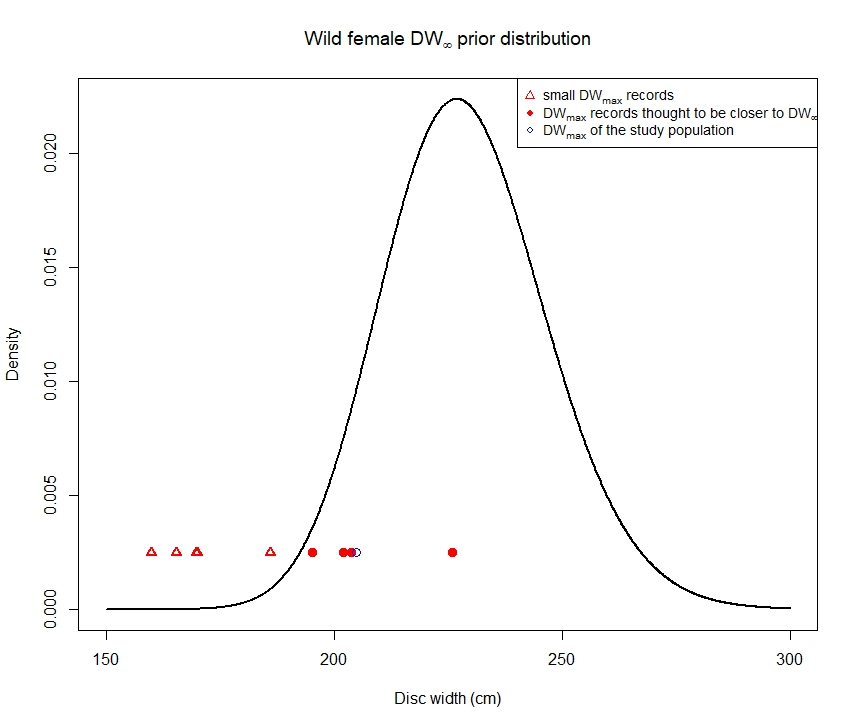 Wild female DW∞ prior distribution
small DWmax records
DWmax records thought to be closer to DW∞
DWmax of the study population
0.020
0.015
0.010
0.005
0.000
Density
150 200 250 300
Disc width (cm)